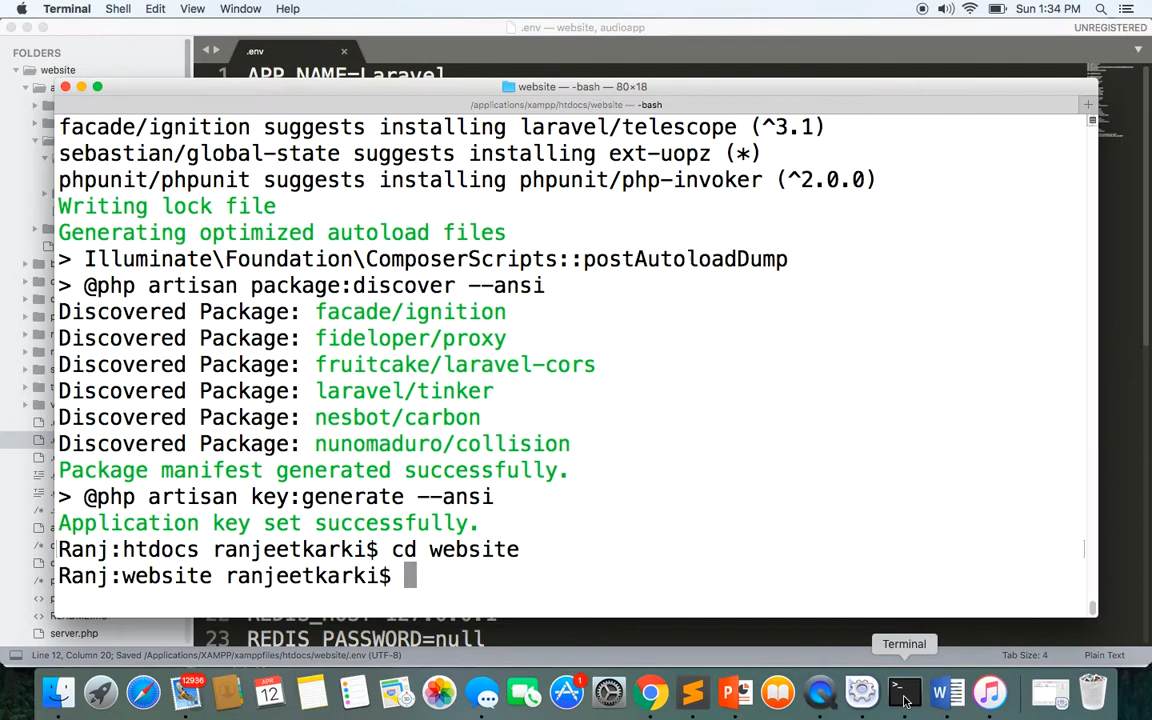 Terminal Shell Edit View Window Help Sun 1:34 PM
.env — website, audioapp UNREGISTERED
FOLDERS
website
.env
1 APP_NAME=Laravel
website — -bash — 80×18
/applications/xampp/htdocs/website — -bash
facade/ignition suggests installing laravel/telescope (^3.1)
sebastian/global-state suggests installing ext-uopz (*)
phpunit/phpunit suggests installing phpunit/php-invoker (^2.0.0)
Writing lock file
Generating optimized autoload files
> Illuminate\Foundation\ComposerScripts::postAutoloadDump
> @php artisan package:discover --ansi
Discovered Package: facade/ignition
Discovered Package: fideloper/proxy
Discovered Package: fruitcake/laravel-cors
Discovered Package: laravel/tinker
Discovered Package: nesbot/carbon
Discovered Package: nunomaduro/collision
Package manifest generated successfully.
> @php artisan key:generate --ansi
Application key set successfully.
Ranj:htdocs ranjeetkarki$ cd website
Ranj:website ranjeetkarki$
server.php
23 REDIS_PASSWORD=null
Terminal
Line 12, Column 20; Saved /Applications/XAMPP/xamppfiles/htdocs/website/.env (UTF-8) Tab Size: 4 Plain Text
12936
APR
12
1